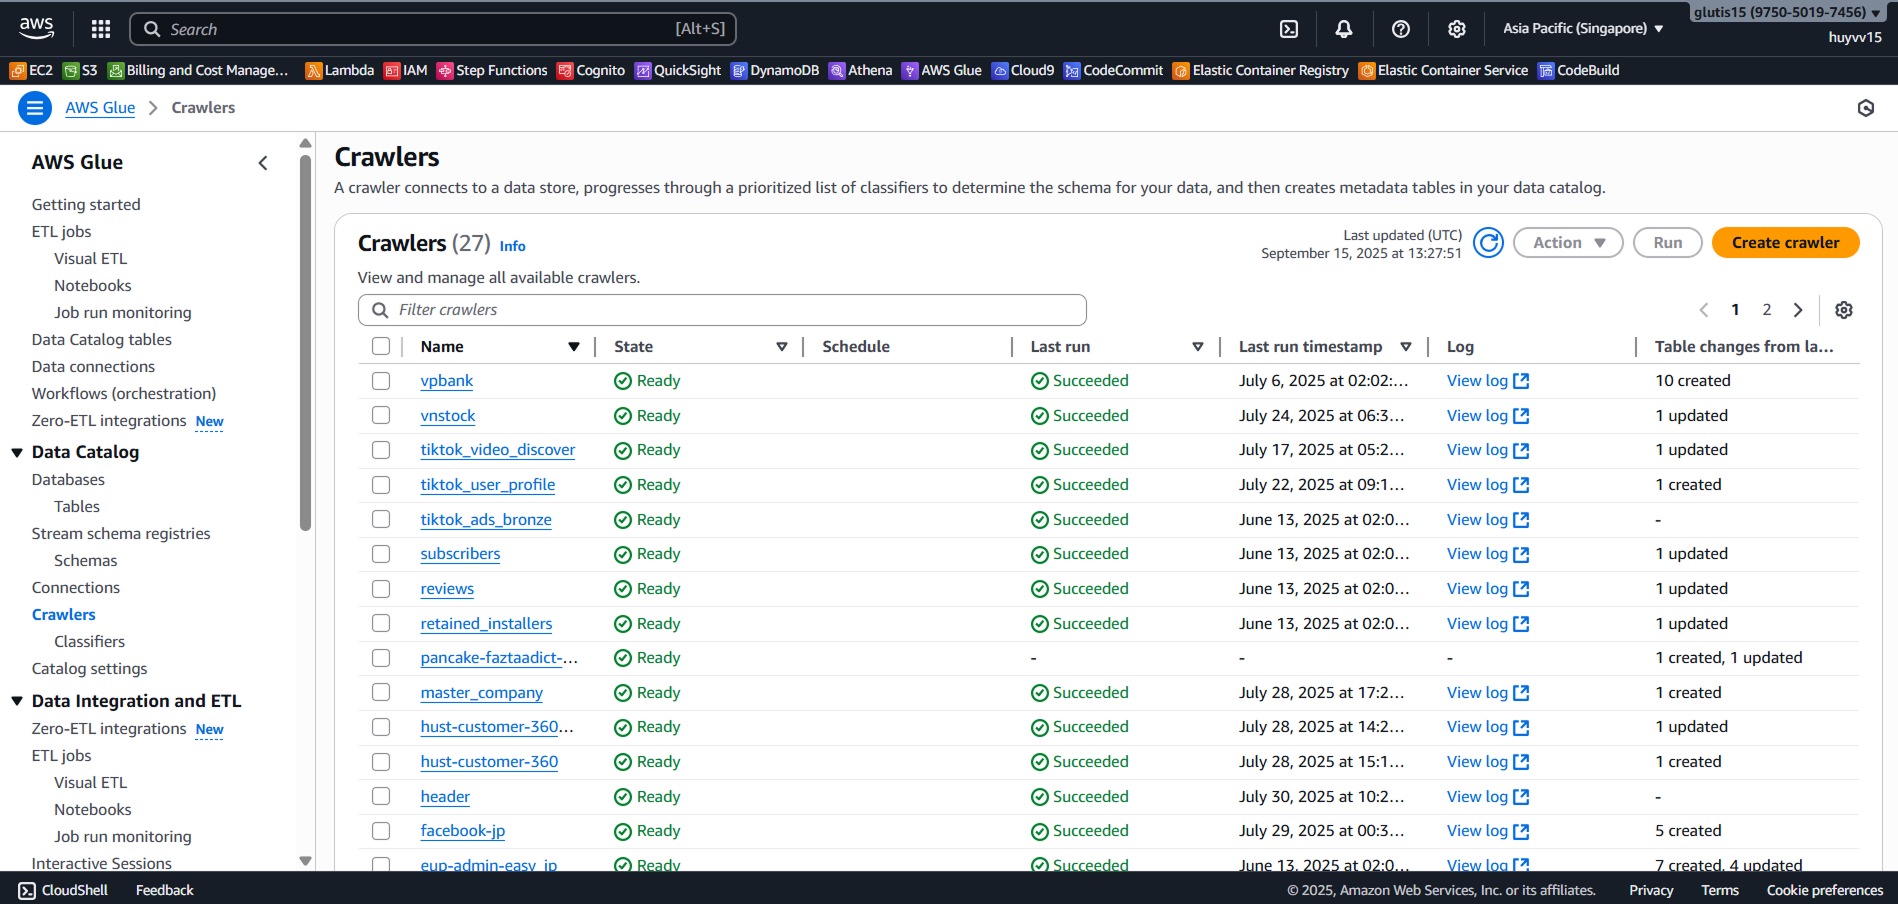 aws
Search [Alt+S]
Asia Pacific (Singapore)
glutis15 (9750-5019-7456)
huyvv15
EC2 S3 Billing and Cost Manage... Lambda IAM Step Functions Cognito QuickSight DynamoDB Athena AWS Glue Cloud9 CodeCommit Elastic Container Registry Elastic Container Service CodeBuild
AWS Glue Crawlers
AWS Glue
Getting started
ETL jobs
Visual ETL
Notebooks
Job run monitoring
Data Catalog tables
Data connections
Workflows (orchestration)
Zero-ETL integrations New
Data Catalog
Databases
Tables
Stream schema registries
Schemas
Connections
Crawlers
Classifiers
Catalog settings
Data Integration and ETL
Zero-ETL integrations New
ETL jobs
Visual ETL
Notebooks
Job run monitoring
Interactive Sessions
Crawlers
A crawler connects to a data store, progresses through a prioritized list of classifiers to determine the schema for your data, and then creates metadata tables in your data catalog.
Crawlers (27) Info
View and manage all available crawlers.
Last updated (UTC)
September 15, 2025 at 13:27:51
Action Run Create crawler
Filter crawlers
1 2
Name State Schedule Last run Last run timestamp Log Table changes from la...
vpbank Ready Succeeded July 6, 2025 at 02:02:... View log 10 created
vnstock Ready Succeeded July 24, 2025 at 06:3... View log 1 updated
tiktok_video_discover Ready Succeeded July 17, 2025 at 05:2... View log 1 updated
tiktok_user_profile Ready Succeeded July 22, 2025 at 09:1... View log 1 created
tiktok_ads_bronze Ready Succeeded June 13, 2025 at 02:0... View log -
subscribers Ready Succeeded June 13, 2025 at 02:0... View log 1 updated
reviews Ready Succeeded June 13, 2025 at 02:0... View log 1 updated
retained_installers Ready Succeeded June 13, 2025 at 02:0... View log 1 updated
pancake-faztaadict-... Ready - - - 1 created, 1 updated
master_company Ready Succeeded July 28, 2025 at 17:2... View log 1 created
hust-customer-360... Ready Succeeded July 28, 2025 at 14:2... View log 1 updated
hust-customer-360 Ready Succeeded July 28, 2025 at 15:1... View log 1 created
header Ready Succeeded July 30, 2025 at 10:2... View log -
facebook-jp Ready Succeeded July 29, 2025 at 00:3... View log 5 created
eup-admin-easy_jp Ready Succeeded June 13, 2025 at 02:0... View log 7 created, 4 updated
CloudShell Feedback
© 2025, Amazon Web Services, Inc. or its affiliates. Privacy Terms Cookie preferences